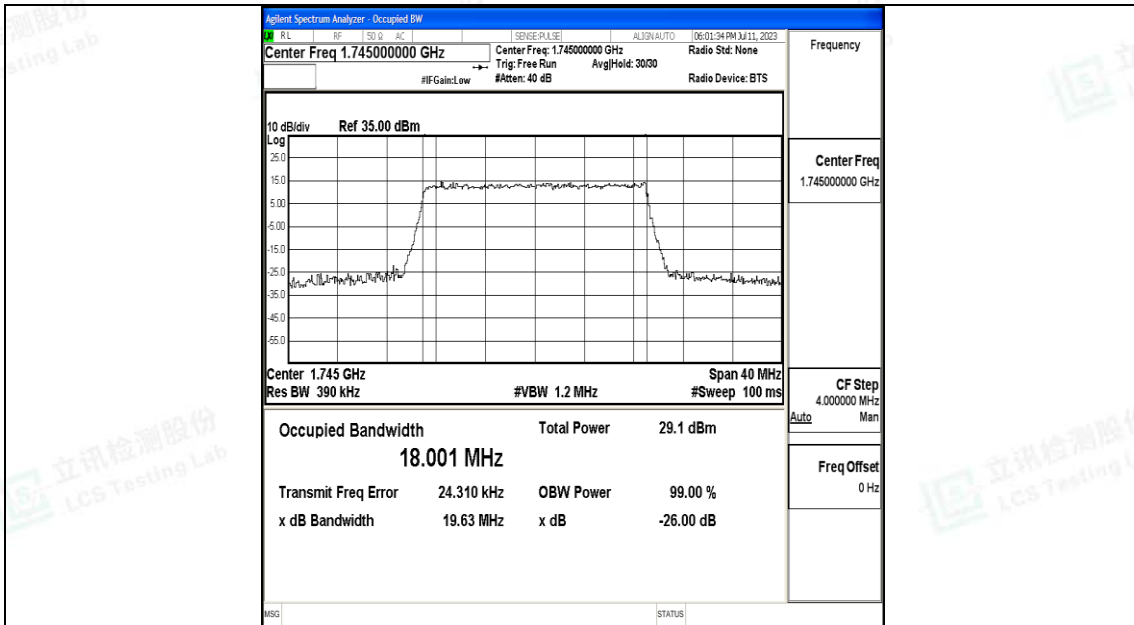 Agilent Spectrum Analyzer - Occupied BW
RL RF 50 Ω AC SENSE:PULSE ALIGNAUTO 06:01:34 PM Jul 11, 2023
Center Freq 1.745000000 GHz
Center Freq: 1.745000000 GHz
Radio Std: None
Trig: Free Run Avg|Hold: 30/30
#IFGain:Low
#Atten: 40 dB
Radio Device: BTS
Frequency
10 dB/div Ref 35.00 dBm
Log
25.0
15.0
5.00
-5.00
-15.0
-25.0
-35.0
-45.0
-55.0
Center 1.745 GHz
Span 40 MHz
Res BW 390 kHz
#VBW 1.2 MHz
#Sweep 100 ms
Center Freq
1.745000000 GHz
CF Step
4.000000 MHz
Auto Man
Freq Offset
0 Hz
Occupied Bandwidth
18.001 MHz
Total Power 29.1 dBm
Transmit Freq Error 24.310 kHz
OBW Power 99.00 %
x dB Bandwidth 19.63 MHz
x dB -26.00 dB
MSG
STATUS
立讯检测股份
LCS Testing Lab